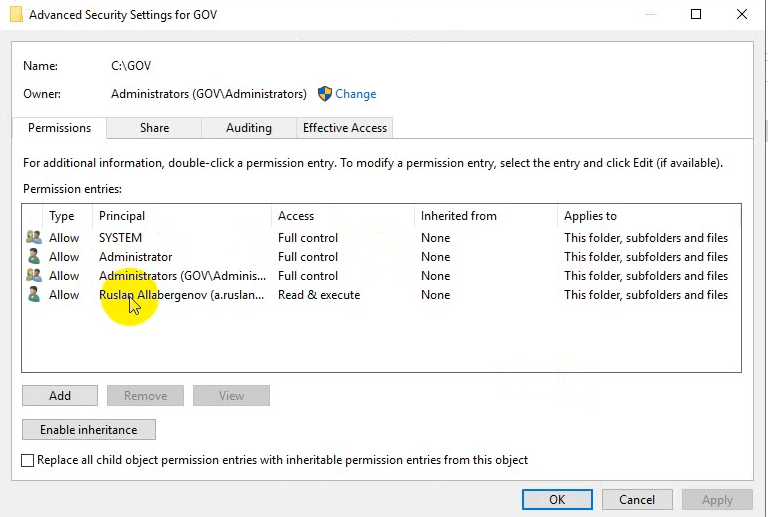 Advanced Security Settings for GOV
Name: C:\GOV
Owner: Administrators (GOV\Administrators) Change
Permissions Share Auditing Effective Access
For additional information, double-click a permission entry. To modify a permission entry, select the entry and click Edit (if available).
Permission entries:
Type Principal Access Inherited from Applies to
Allow SYSTEM Full control None This folder, subfolders and files
Allow Administrator Full control None This folder, subfolders and files
Allow Administrators (GOV\Adminis... Full control None This folder, subfolders and files
Allow Ruslan Allabergenov (a.ruslan... Read & execute None This folder, subfolders and files
Add Remove View
Enable inheritance
Replace all child object permission entries with inheritable permission entries from this object
OK Cancel Apply